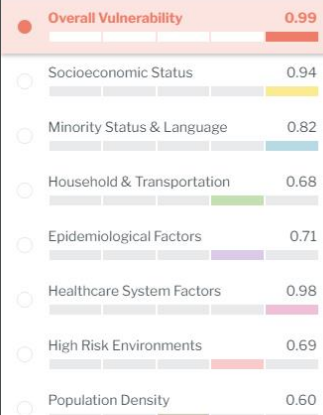 Overall Vulnerability 0.99
Socioeconomic Status 0.94
Minority Status & Language 0.82
Household & Transportation 0.68
Epidemiological Factors 0.71
Healthcare System Factors 0.98
High Risk Environments 0.69
Population Density 0.60